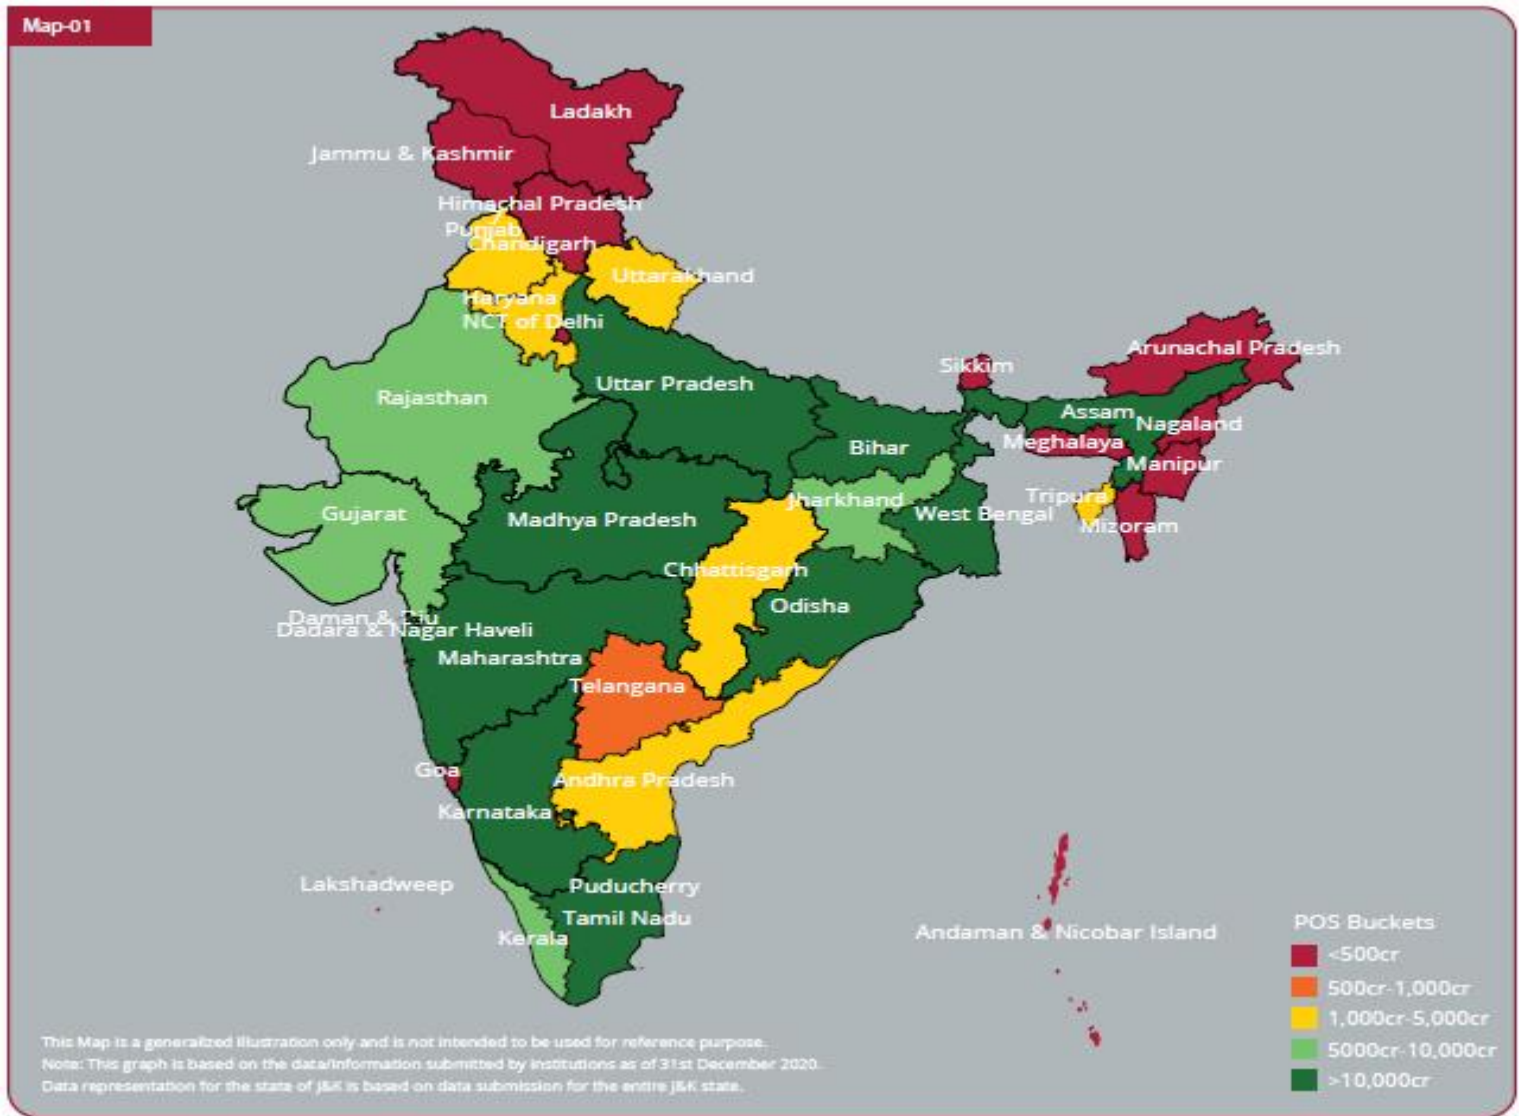 Map-01
Ladakh
Jammu & Kashmir
Himachal Pradesh
Punjab
Chandigarh
Uttarakhand
Haryana
NCT of Delhi
Arunachal Pradesh
Sikkim
Uttar Pradesh
Rajasthan
Assam
Nagaland
Meghalaya
Bihar
Manipur
Tripura
Jharkhand
Gujarat
West Bengal
Madhya Pradesh
Mizoram
Chhattisgarh
Odisha
Daman & Diu
Dadara & Nagar Haveli
Maharashtra
Telangana
Goa
Andhra Pradesh
Karnataka
Lakshadweep
Puducherry
Tamil Nadu
Kerala
Andaman & Nicobar Island
POS Buckets
<500cr
500cr-1,000cr
1,000cr-5,000cr
5000cr-10,000cr
>10,000cr
This Map is a generalized illustration only and is not intended to be used for reference purpose.
Note: This graph is based on the data/information submitted by institutions as of 31st December 2020.
Data representation for the state of J&K is based on data submission for the entire J&K state.